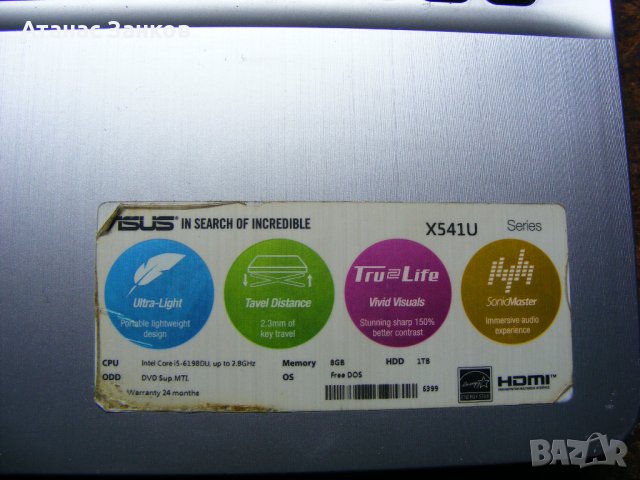 Атанас Занков
ASUS IN SEARCH OF INCREDIBLE
X541U Series
Ultra-Light
Portable lightweight
design
Tavel Distance
2.3mm of
key travel
Tru2Life
Vivid Visuals
Stunning sharp 150%
better contrast
SonicMaster
Immersive audio
experience
CPU Intel Core i5-6198DU, up to 2.8GHz Memory 8GB HDD 1TB
ODD DVD Sup.MTI. OS Free DOS
Warranty 24 months
6399
HDMI
BAZAR